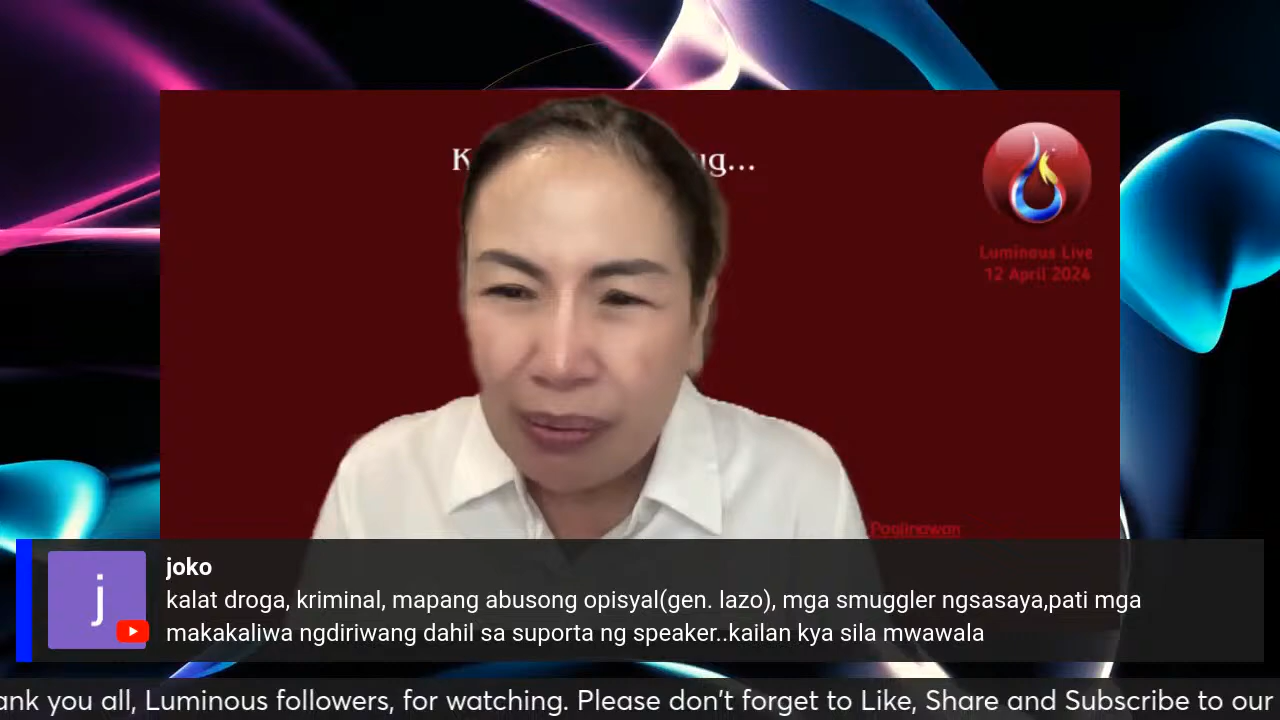 K ug...
Luminous Live
12 April 2024
Paglinawan
j
joko
kalat droga, kriminal, mapang abusong opisyal(gen. lazo), mga smuggler ngsasaya,pati mga
makakaliwa ngdiriwang dahil sa suporta ng speaker..kailan kya sila mwawala
ank you all, Luminous followers, for watching. Please don't forget to Like, Share and Subscribe to our